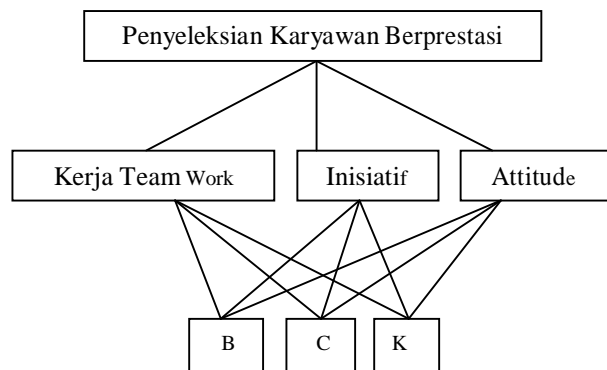 Penyeleksian Karyawan Berprestasi
Kerja Team Work
Inisiatif
Attitude
B
C
K